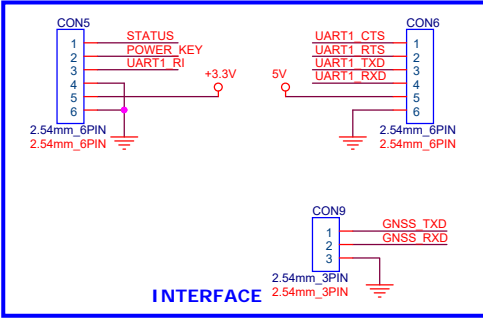 CON5
1 STATUS
2 POWER_KEY
3 UART1_RI
4
5 +3.3V
6
2.54mm_6PIN
2.54mm_6PIN
CON6
UART1_CTS 1
UART1_RTS 2
UART1_TXD 3
UART1_RXD 4
5V 5
6
2.54mm_6PIN
2.54mm_6PIN
CON9
1 GNSS_TXD
2 GNSS_RXD
3
2.54mm_3PIN
2.54mm_3PIN
INTERFACE